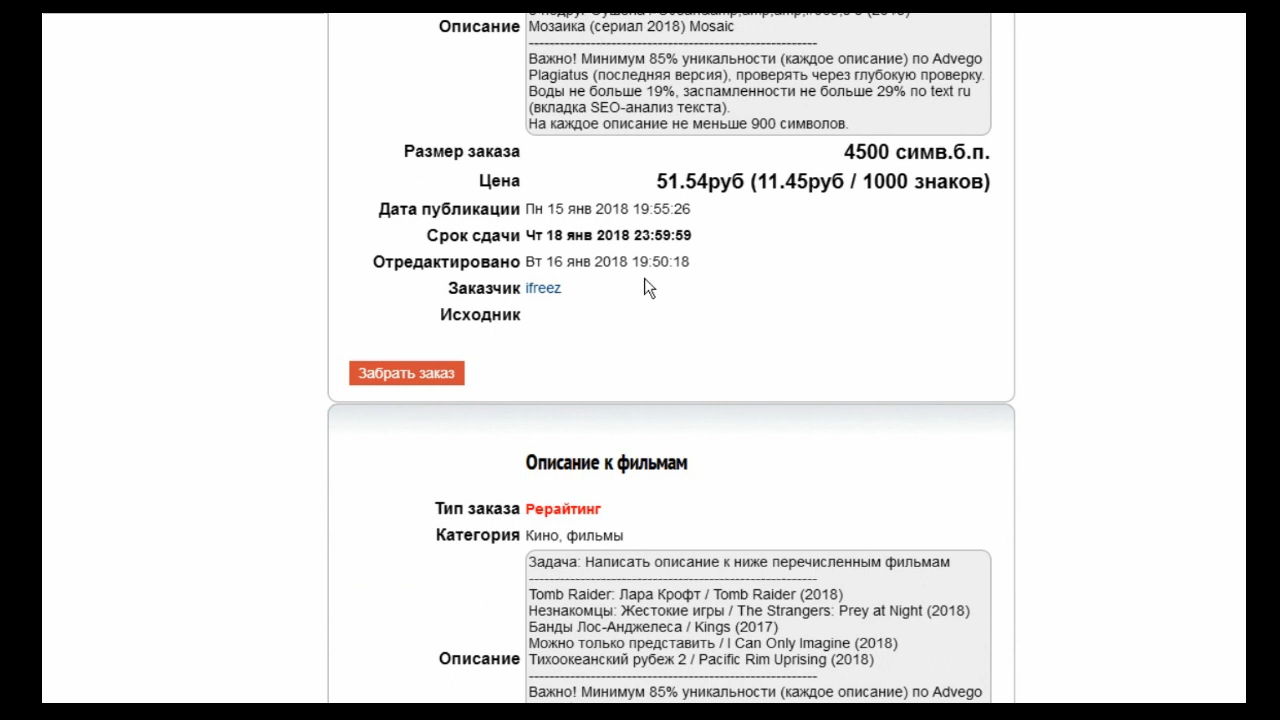 Описание
Мозаика (сериал 2018) Mosaic
Важно! Минимум 85% уникальности (каждое описание) по Advego
Plagiatus (последняя версия), проверять через глубокую проверку.
Воды не больше 19%, заспамленности не больше 29% по text ru
(вкладка SEO-анализ текста).
На каждое описание не меньше 900 символов.
Размер заказа 4500 симв.б.п.
Цена 51.54руб (11.45руб / 1000 знаков)
Дата публикации Пн 15 янв 2018 19:55:26
Срок сдачи Чт 18 янв 2018 23:59:59
Отредактировано Вт 16 янв 2018 19:50:18
Заказчик ifreez
Исходник
Забрать заказ
Описание к фильмам
Тип заказа Рерайтинг
Категория Кино, фильмы
Задача: Написать описание к ниже перечисленным фильмам
Tomb Raider: Лара Крофт / Tomb Raider (2018)
Незнакомцы: Жестокие игры / The Strangers: Prey at Night (2018)
Банды Лос-Анджелеса / Kings (2017)
Можно только представить / I Can Only Imagine (2018)
Описание Тихоокеанский рубеж 2 / Pacific Rim Uprising (2018)
Важно! Минимум 85% уникальности (каждое описание) по Advego